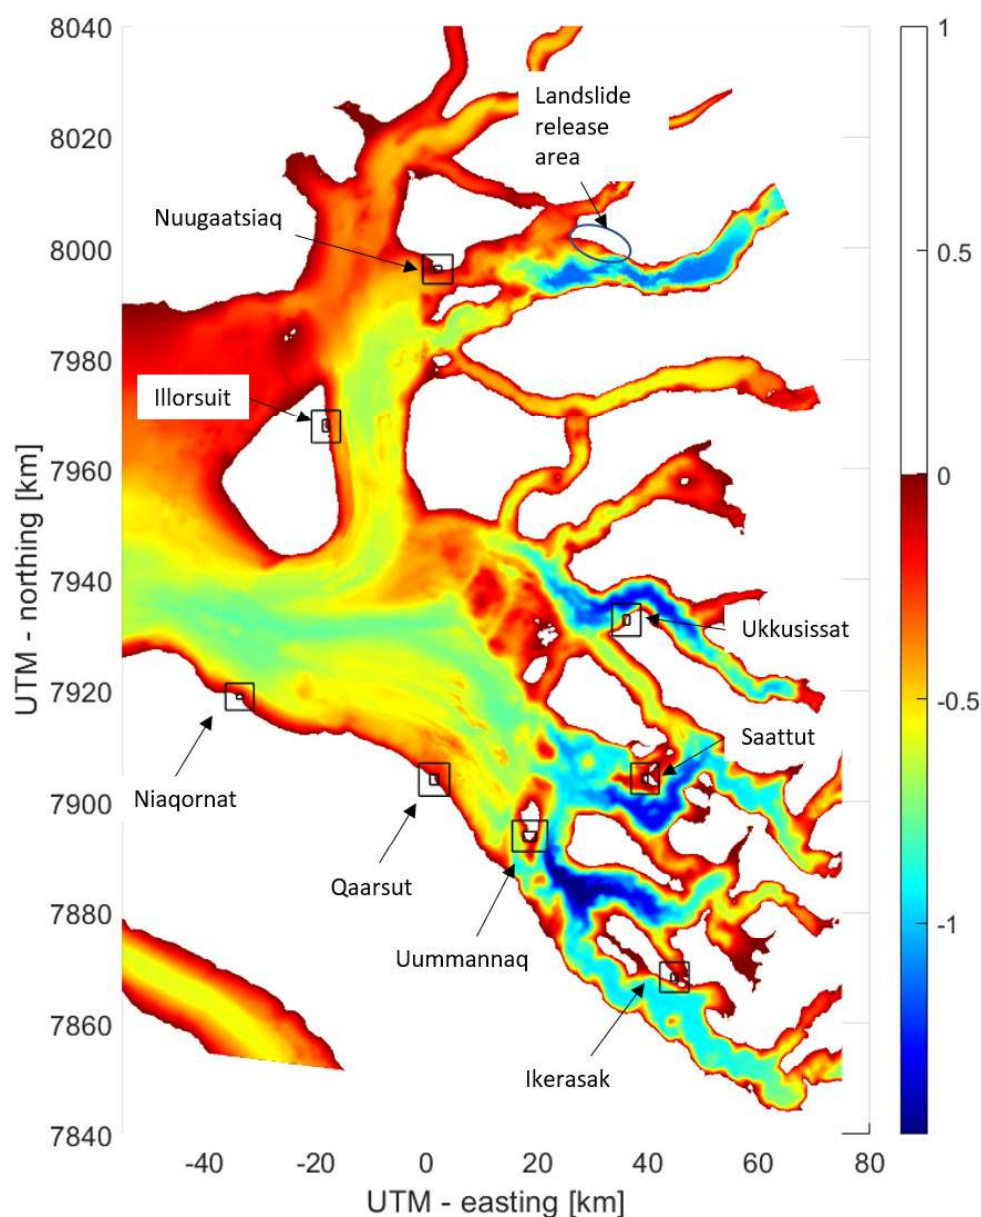 8040
8020
8000
7980
7960
7940
7920
7900
7880
7860
7840
UTM - northing [km]
-40
-20
0
20
40
60
80
UTM - easting [km]
1
0.5
0
-0.5
-1
Landslide
release
area
Nuugaatsiaq
Illorsuit
Ukkusissat
Saattut
Niaqornat
Qaarsut
Uummannaq
Ikerasak